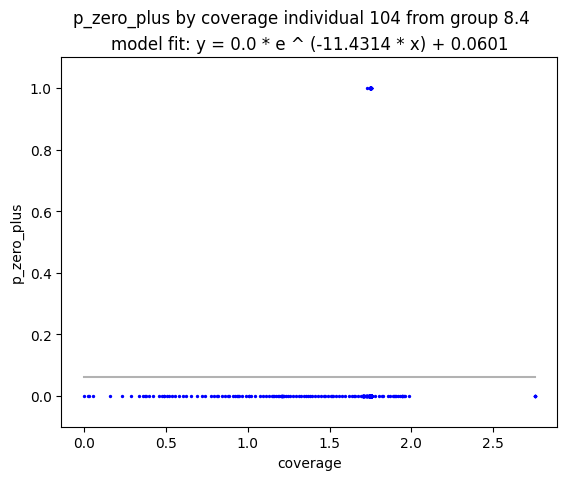 p_zero_plus by coverage individual 104 from group 8.4
model fit: y = 0.0 * e ^ (-11.4314 * x) + 0.0601
1.0
0.8
0.6
0.4
0.2
0.0
p_zero_plus
0.0 0.5 1.0 1.5 2.0 2.5
coverage